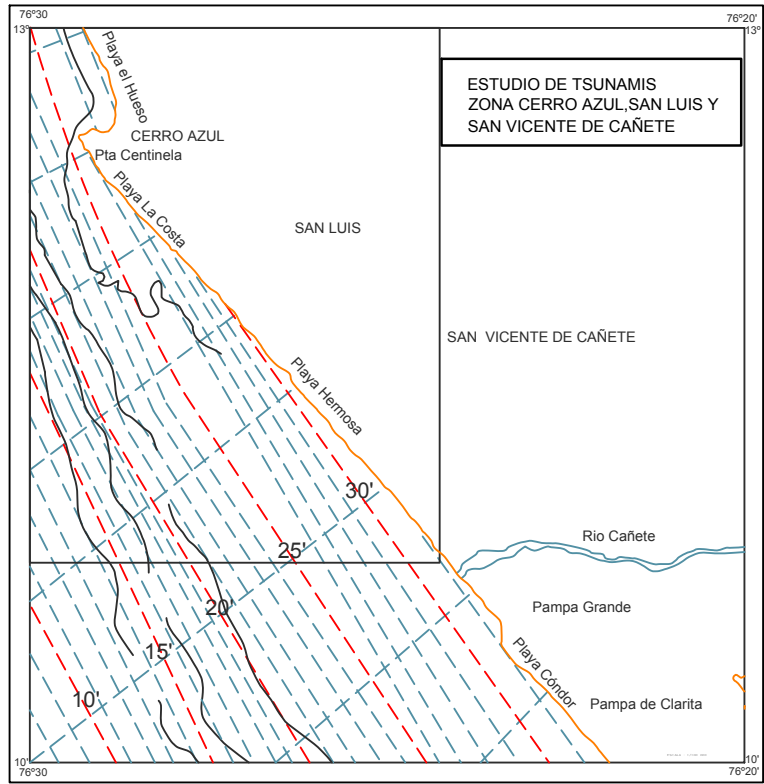 76°30
76°20'
13º
13º
Playa el Hueso
ESTUDIO DE TSUNAMIS
ZONA CERRO AZUL,SAN LUIS Y
SAN VICENTE DE CAÑETE
CERRO AZUL
Pta Centinela
Playa La Costa
SAN LUIS
SAN VICENTE DE CAÑETE
Playa Hermosa
30'
25'
Rio Cañete
20'
Pampa Grande
15'
Playa Cóndor
10'
Pampa de Clarita
10'
10'
76°30
76°20'